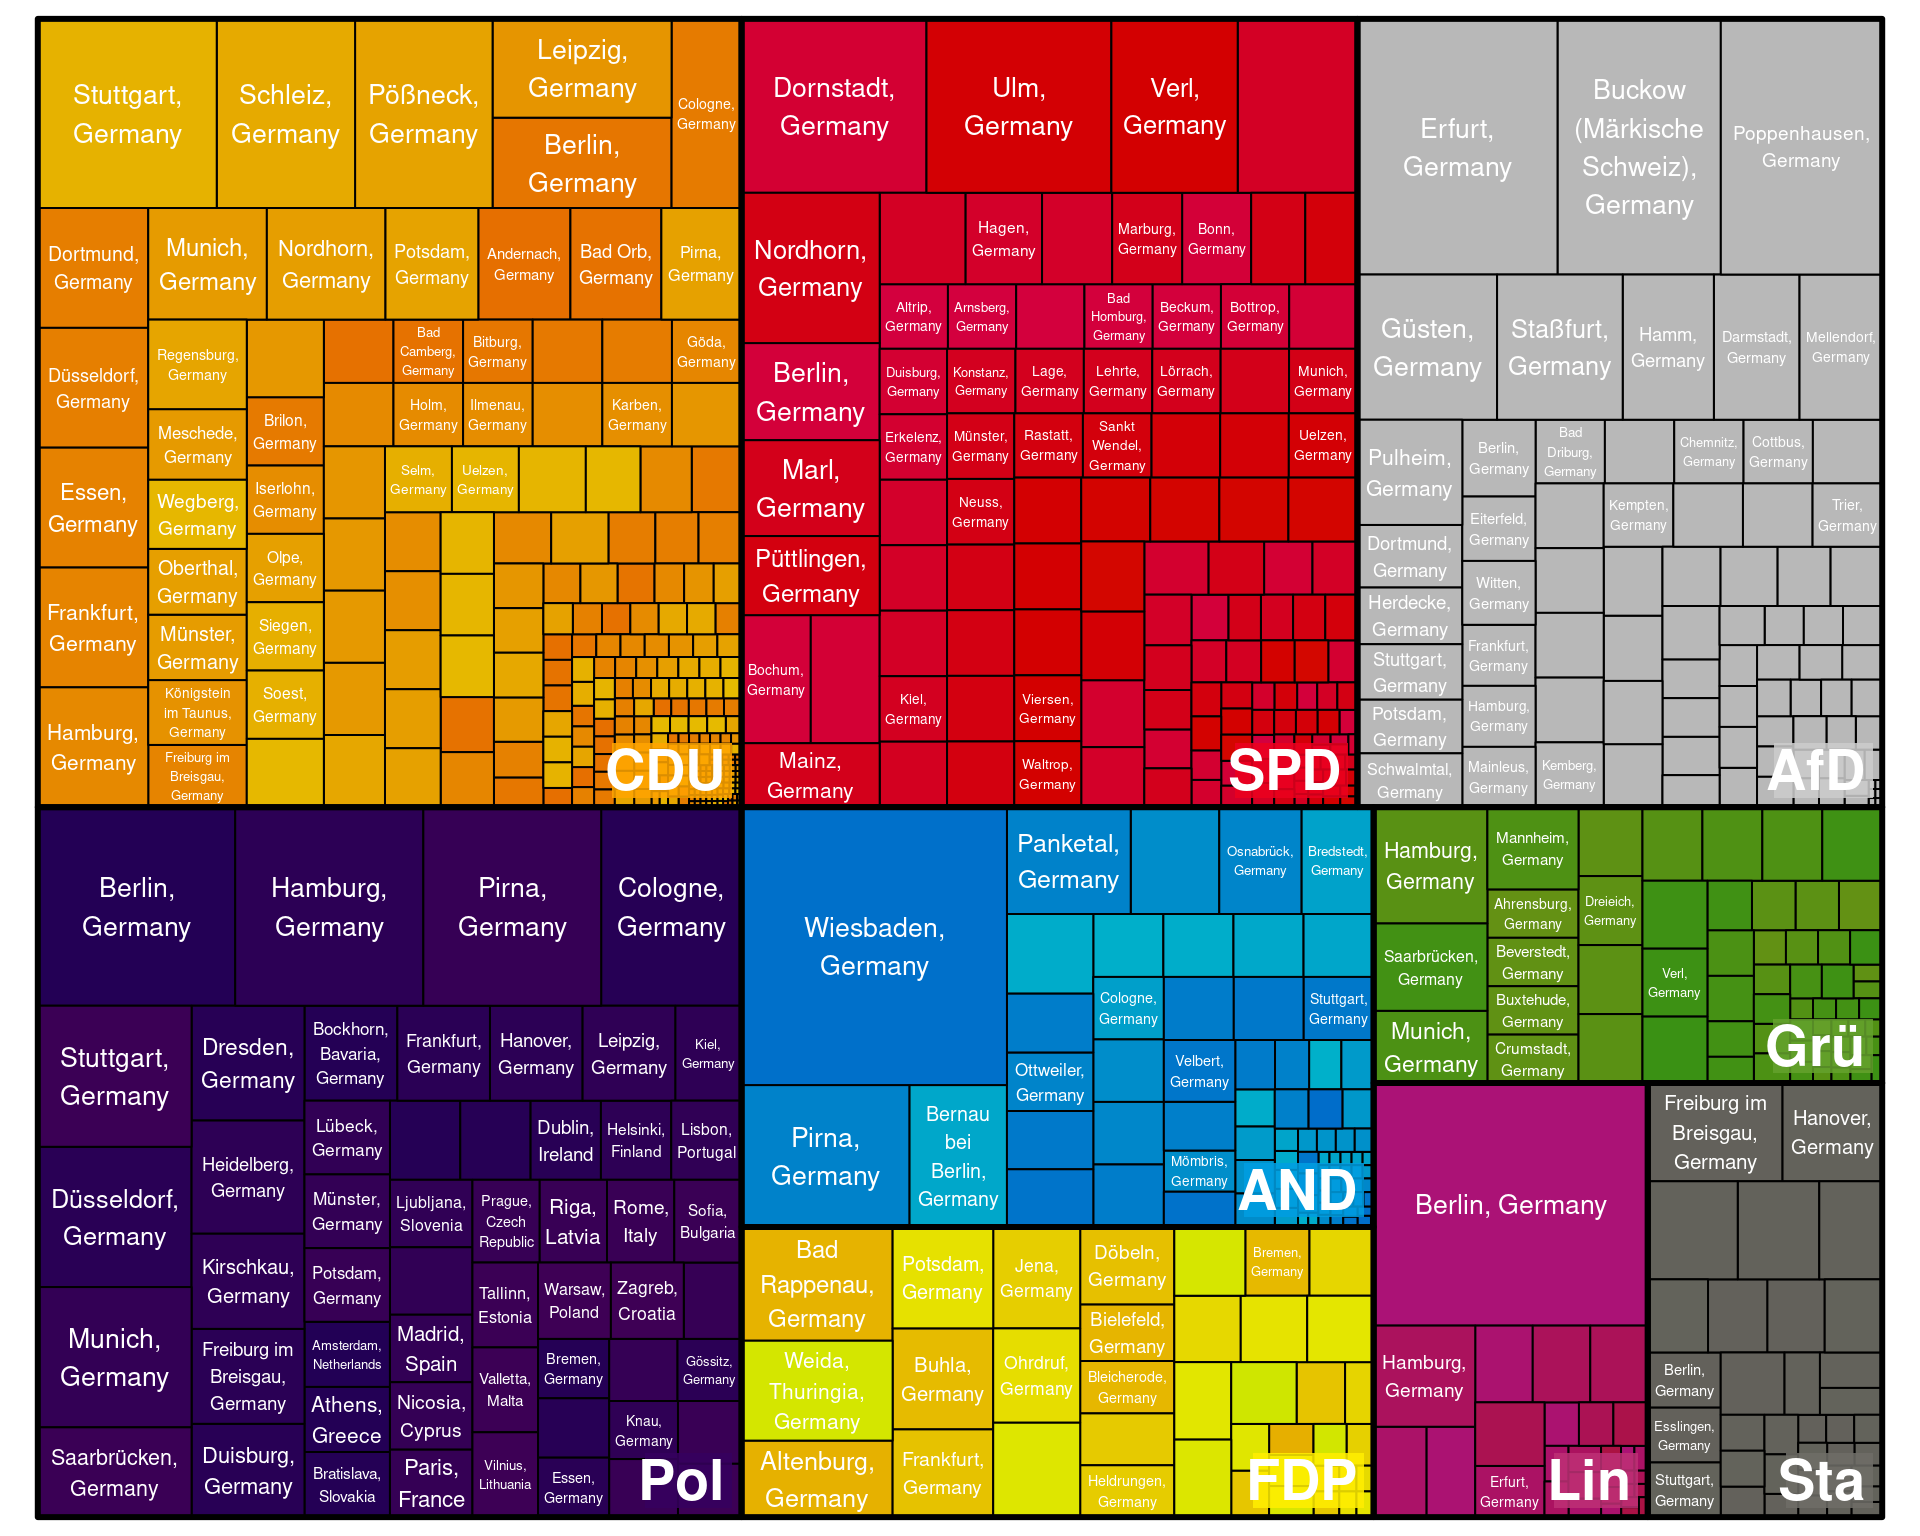 Stuttgart,
Germany
Schleiz,
Germany
Pößneck,
Germany
Leipzig,
Germany
Berlin,
Germany
Cologne,
Germany
Dortmund,
Germany
Munich,
Germany
Nordhorn,
Germany
Potsdam,
Germany
Andernach,
Germany
Bad Orb,
Germany
Pirna,
Germany
Düsseldorf,
Germany
Essen,
Germany
Frankfurt,
Germany
Hamburg,
Germany
Regensburg,
Germany
Meschede,
Germany
Wegberg,
Germany
Oberthal,
Germany
Münster,
Germany
Königstein
im Taunus,
Germany
Freiburg im
Breisgau,
Germany
Brilon,
Germany
Iserlohn,
Germany
Olpe,
Germany
Siegen,
Germany
Soest,
Germany
Bad
Camberg,
Germany
Bitburg,
Germany
Göda,
Germany
Holm,
Germany
Ilmenau,
Germany
Karben,
Germany
Selm,
Germany
Uelzen,
Germany
CDU
Dornstadt,
Germany
Ulm,
Germany
Verl,
Germany
Nordhorn,
Germany
Berlin,
Germany
Marl,
Germany
Püttlingen,
Germany
Bochum,
Germany
Mainz,
Germany
Hagen,
Germany
Marburg,
Germany
Bonn,
Germany
Altrip,
Germany
Arnsberg,
Germany
Bad
Homburg,
Germany
Beckum,
Germany
Bottrop,
Germany
Duisburg,
Germany
Konstanz,
Germany
Lage,
Germany
Lehrte,
Germany
Lörrach,
Germany
Munich,
Germany
Erkelenz,
Germany
Münster,
Germany
Rastatt,
Germany
Sankt
Wendel,
Germany
Uelzen,
Germany
Neuss,
Germany
Kiel,
Germany
Viersen,
Germany
Waltrop,
Germany
SPD
Erfurt,
Germany
Buckow
(Märkische
Schweiz),
Germany
Poppenhausen,
Germany
Güsten,
Germany
Staßfurt,
Germany
Hamm,
Germany
Darmstadt,
Germany
Mellendorf,
Germany
Pulheim,
Germany
Dortmund,
Germany
Herdecke,
Germany
Stuttgart,
Germany
Potsdam,
Germany
Schwalmtal,
Germany
Berlin,
Germany
Eiterfeld,
Germany
Witten,
Germany
Frankfurt,
Germany
Hamburg,
Germany
Mainleus,
Germany
Bad
Driburg,
Germany
Chemnitz,
Germany
Cottbus,
Germany
Kempten,
Germany
Trier,
Germany
Kemberg,
Germany
AfD
Berlin,
Germany
Hamburg,
Germany
Pirna,
Germany
Cologne,
Germany
Stuttgart,
Germany
Düsseldorf,
Germany
Munich,
Germany
Saarbrücken,
Germany
Dresden,
Germany
Heidelberg,
Germany
Kirschkau,
Germany
Freiburg im
Breisgau,
Germany
Duisburg,
Germany
Bockhorn,
Bavaria,
Germany
Frankfurt,
Germany
Hanover,
Germany
Leipzig,
Germany
Kiel,
Germany
Lübeck,
Germany
Münster,
Germany
Potsdam,
Germany
Amsterdam,
Netherlands
Athens,
Greece
Bratislava,
Slovakia
Dublin,
Ireland
Helsinki,
Finland
Lisbon,
Portugal
Ljubljana,
Slovenia
Madrid,
Spain
Nicosia,
Cyprus
Paris,
France
Prague,
Czech
Republic
Riga,
Latvia
Rome,
Italy
Sofia,
Bulgaria
Tallinn,
Estonia
Valletta,
Malta
Vilnius,
Lithuania
Warsaw,
Poland
Zagreb,
Croatia
Bremen,
Germany
Essen,
Germany
Gössitz,
Germany
Knau,
Germany
Pol
Wiesbaden,
Germany
Pirna,
Germany
Bernau
bei
Berlin,
Germany
Panketal,
Germany
Osnabrück,
Germany
Bredstedt,
Germany
Cologne,
Germany
Stuttgart,
Germany
Ottweiler,
Germany
Velbert,
Germany
Mömbris,
Germany
AND
Bad
Rappenau,
Germany
Weida,
Thuringia,
Germany
Altenburg,
Germany
Potsdam,
Germany
Buhla,
Germany
Frankfurt,
Germany
Jena,
Germany
Ohrdruf,
Germany
Döbeln,
Germany
Bielefeld,
Germany
Bleicherode,
Germany
Heldrungen,
Germany
Bremen,
Germany
FDP
Hamburg,
Germany
Saarbrücken,
Germany
Munich,
Germany
Mannheim,
Germany
Ahrensburg,
Germany
Beverstedt,
Germany
Buxtehude,
Germany
Crumstadt,
Germany
Dreieich,
Germany
Verl,
Germany
Grü
Berlin, Germany
Hamburg,
Germany
Erfurt,
Germany
Lin
Freiburg im
Breisgau,
Germany
Hanover,
Germany
Berlin,
Germany
Esslingen,
Germany
Stuttgart,
Germany
Sta